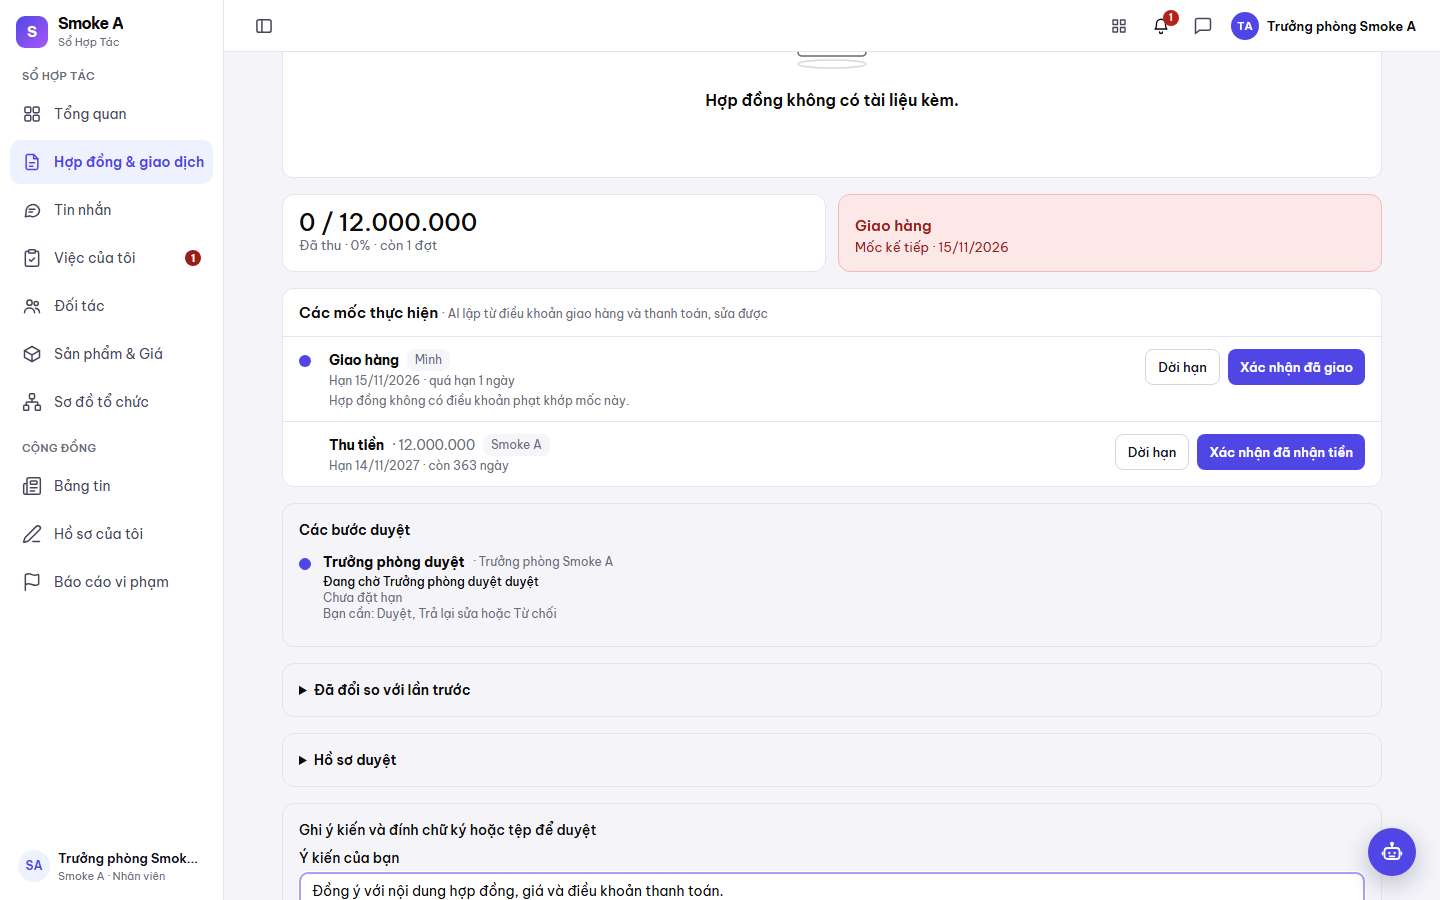 S
Smoke A
Sổ Hợp Tác
SỔ HỢP TÁC
Tổng quan
Hợp đồng & giao dịch
Tin nhắn
Việc của tôi
1
Đối tác
Sản phẩm & Giá
Sơ đồ tổ chức
CỘNG ĐỒNG
Bảng tin
Hồ sơ của tôi
Báo cáo vi phạm
SA
Trưởng phòng Smok...
Smoke A · Nhân viên
1
TA
Trưởng phòng Smoke A
Hợp đồng không có tài liệu kèm.
0 / 12.000.000
Đã thu · 0% · còn 1 đợt
Giao hàng
Mốc kế tiếp · 15/11/2026
Các mốc thực hiện · AI lập từ điều khoản giao hàng và thanh toán, sửa được
Giao hàng Mình
Hạn 15/11/2026 · quá hạn 1 ngày
Hợp đồng không có điều khoản phạt khớp mốc này.
Dời hạn
Xác nhận đã giao
Thu tiền · 12.000.000 Smoke A
Hạn 14/11/2027 · còn 363 ngày
Dời hạn
Xác nhận đã nhận tiền
Các bước duyệt
Trưởng phòng duyệt · Trưởng phòng Smoke A
Đang chờ Trưởng phòng duyệt duyệt
Chưa đặt hạn
Bạn cần: Duyệt, Trả lại sửa hoặc Từ chối
Đã đổi so với lần trước
Hồ sơ duyệt
Ghi ý kiến và đính chữ ký hoặc tệp để duyệt
Ý kiến của bạn
Đồng ý với nội dung hợp đồng, giá và điều khoản thanh toán.